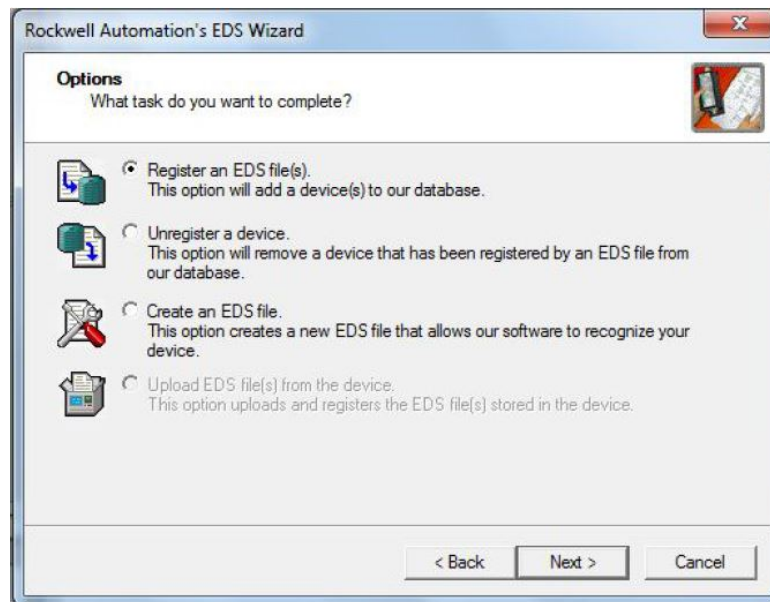 Rockwell Automation's EDS Wizard
Options
What task do you want to complete?
Register an EDS file(s).
This option will add a device(s) to our database.
Unregister a device.
This option will remove a device that has been registered by an EDS file from
our database.
Create an EDS file.
This option creates a new EDS file that allows our software to recognize your
device.
Upload EDS file(s) from the device.
This option uploads and registers the EDS file(s) stored in the device.
< Back Next > Cancel